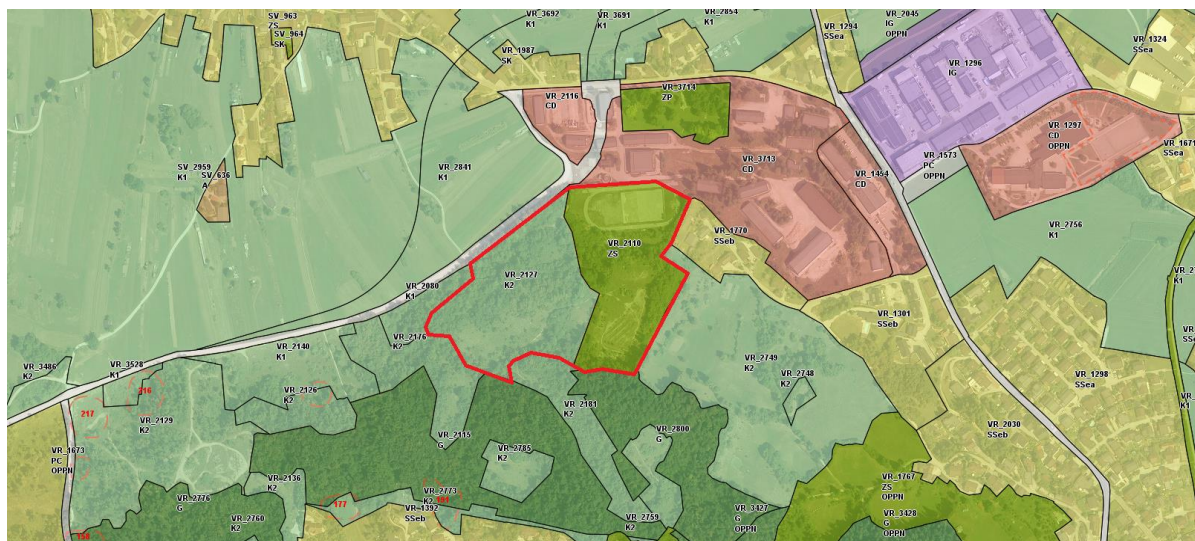 SV_963
ZS
SV_964
SK
VR_3692
K1
VR_3691
K1
VR_2854
K1
VR_1987
SK
VR_1294
SSea
VR_2045
IG
OPPN
VR_1324
SSea
VR_1296
IG
VR_2116
CD
VR_3714
ZP
VR_1297
CD
OPPN
VR_1671
SSea
VR_3713
CD
VR_1454
CD
VR_1573
PC
OPPN
SV_2959
K1
SV_636
A
VR_2841
K1
VR_2756
K1
VR_1770
SSeb
VR_2110
ZS
VR_2127
K2
VR_2080
K1
VR_2176
K2
VR_1301
SSeb
VR_2140
K1
VR_3486
K2
VR_3528
K1
VR_2749
K2
VR_2748
K2
VR_1298
SSea
216
VR_2126
K2
217
VR_2129
K2
VR_2181
K2
VR_2030
SSeb
VR_2115
G
VR_2800
G
VR_2785
K2
VR_1673
PC
OPPN
VR_2136
K2
VR_2773
K2
VR_1767
ZS
OPPN
VR_2776
G
177
VR_1392
SSeb
VR_2760
K2
VR_2759
K2
VR_3427
G
OPPN
VR_3428
G
OPPN